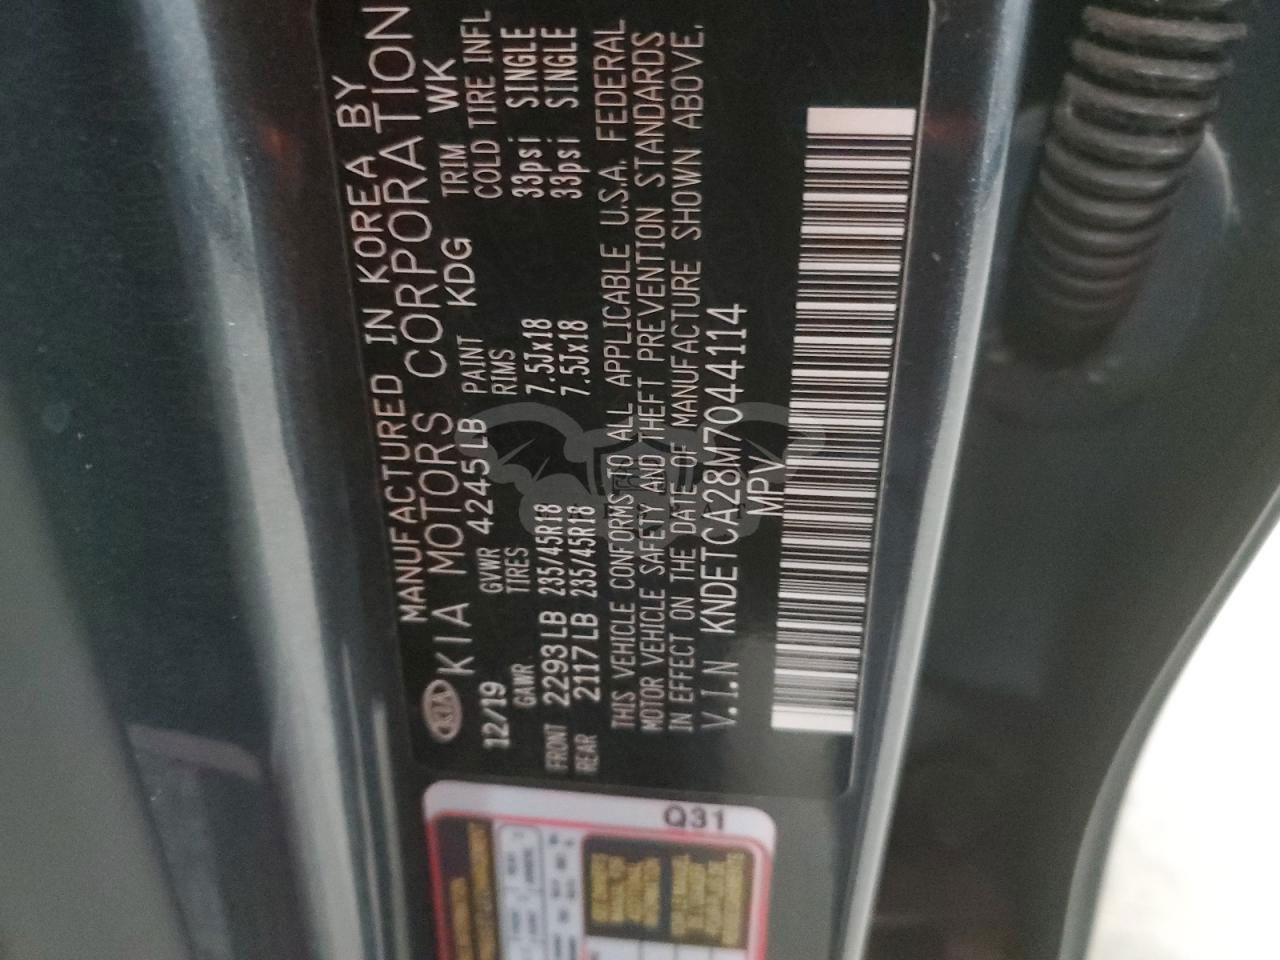 MANUFACTURED IN KOREA BY
KIA KIA MOTORS CORPORATION
12/19 GVWR 4245LB PAINT KDG TRIM WK
GAWR TIRES RIMS COLD TIRE INFL
FRONT 2293LB 235/45R18 7.5Jx18 33psi SINGLE
REAR 2117LB 235/45R18 7.5Jx18 33psi SINGLE
THIS VEHICLE CONFORMS TO ALL APPLICABLE U.S.A. FEDERAL
MOTOR VEHICLE SAFETY AND THEFT PREVENTION STANDARDS
IN EFFECT ON THE DATE OF MANUFACTURE SHOWN ABOVE.
V.I.N KNDETCA28M7044114
MPV
Q31